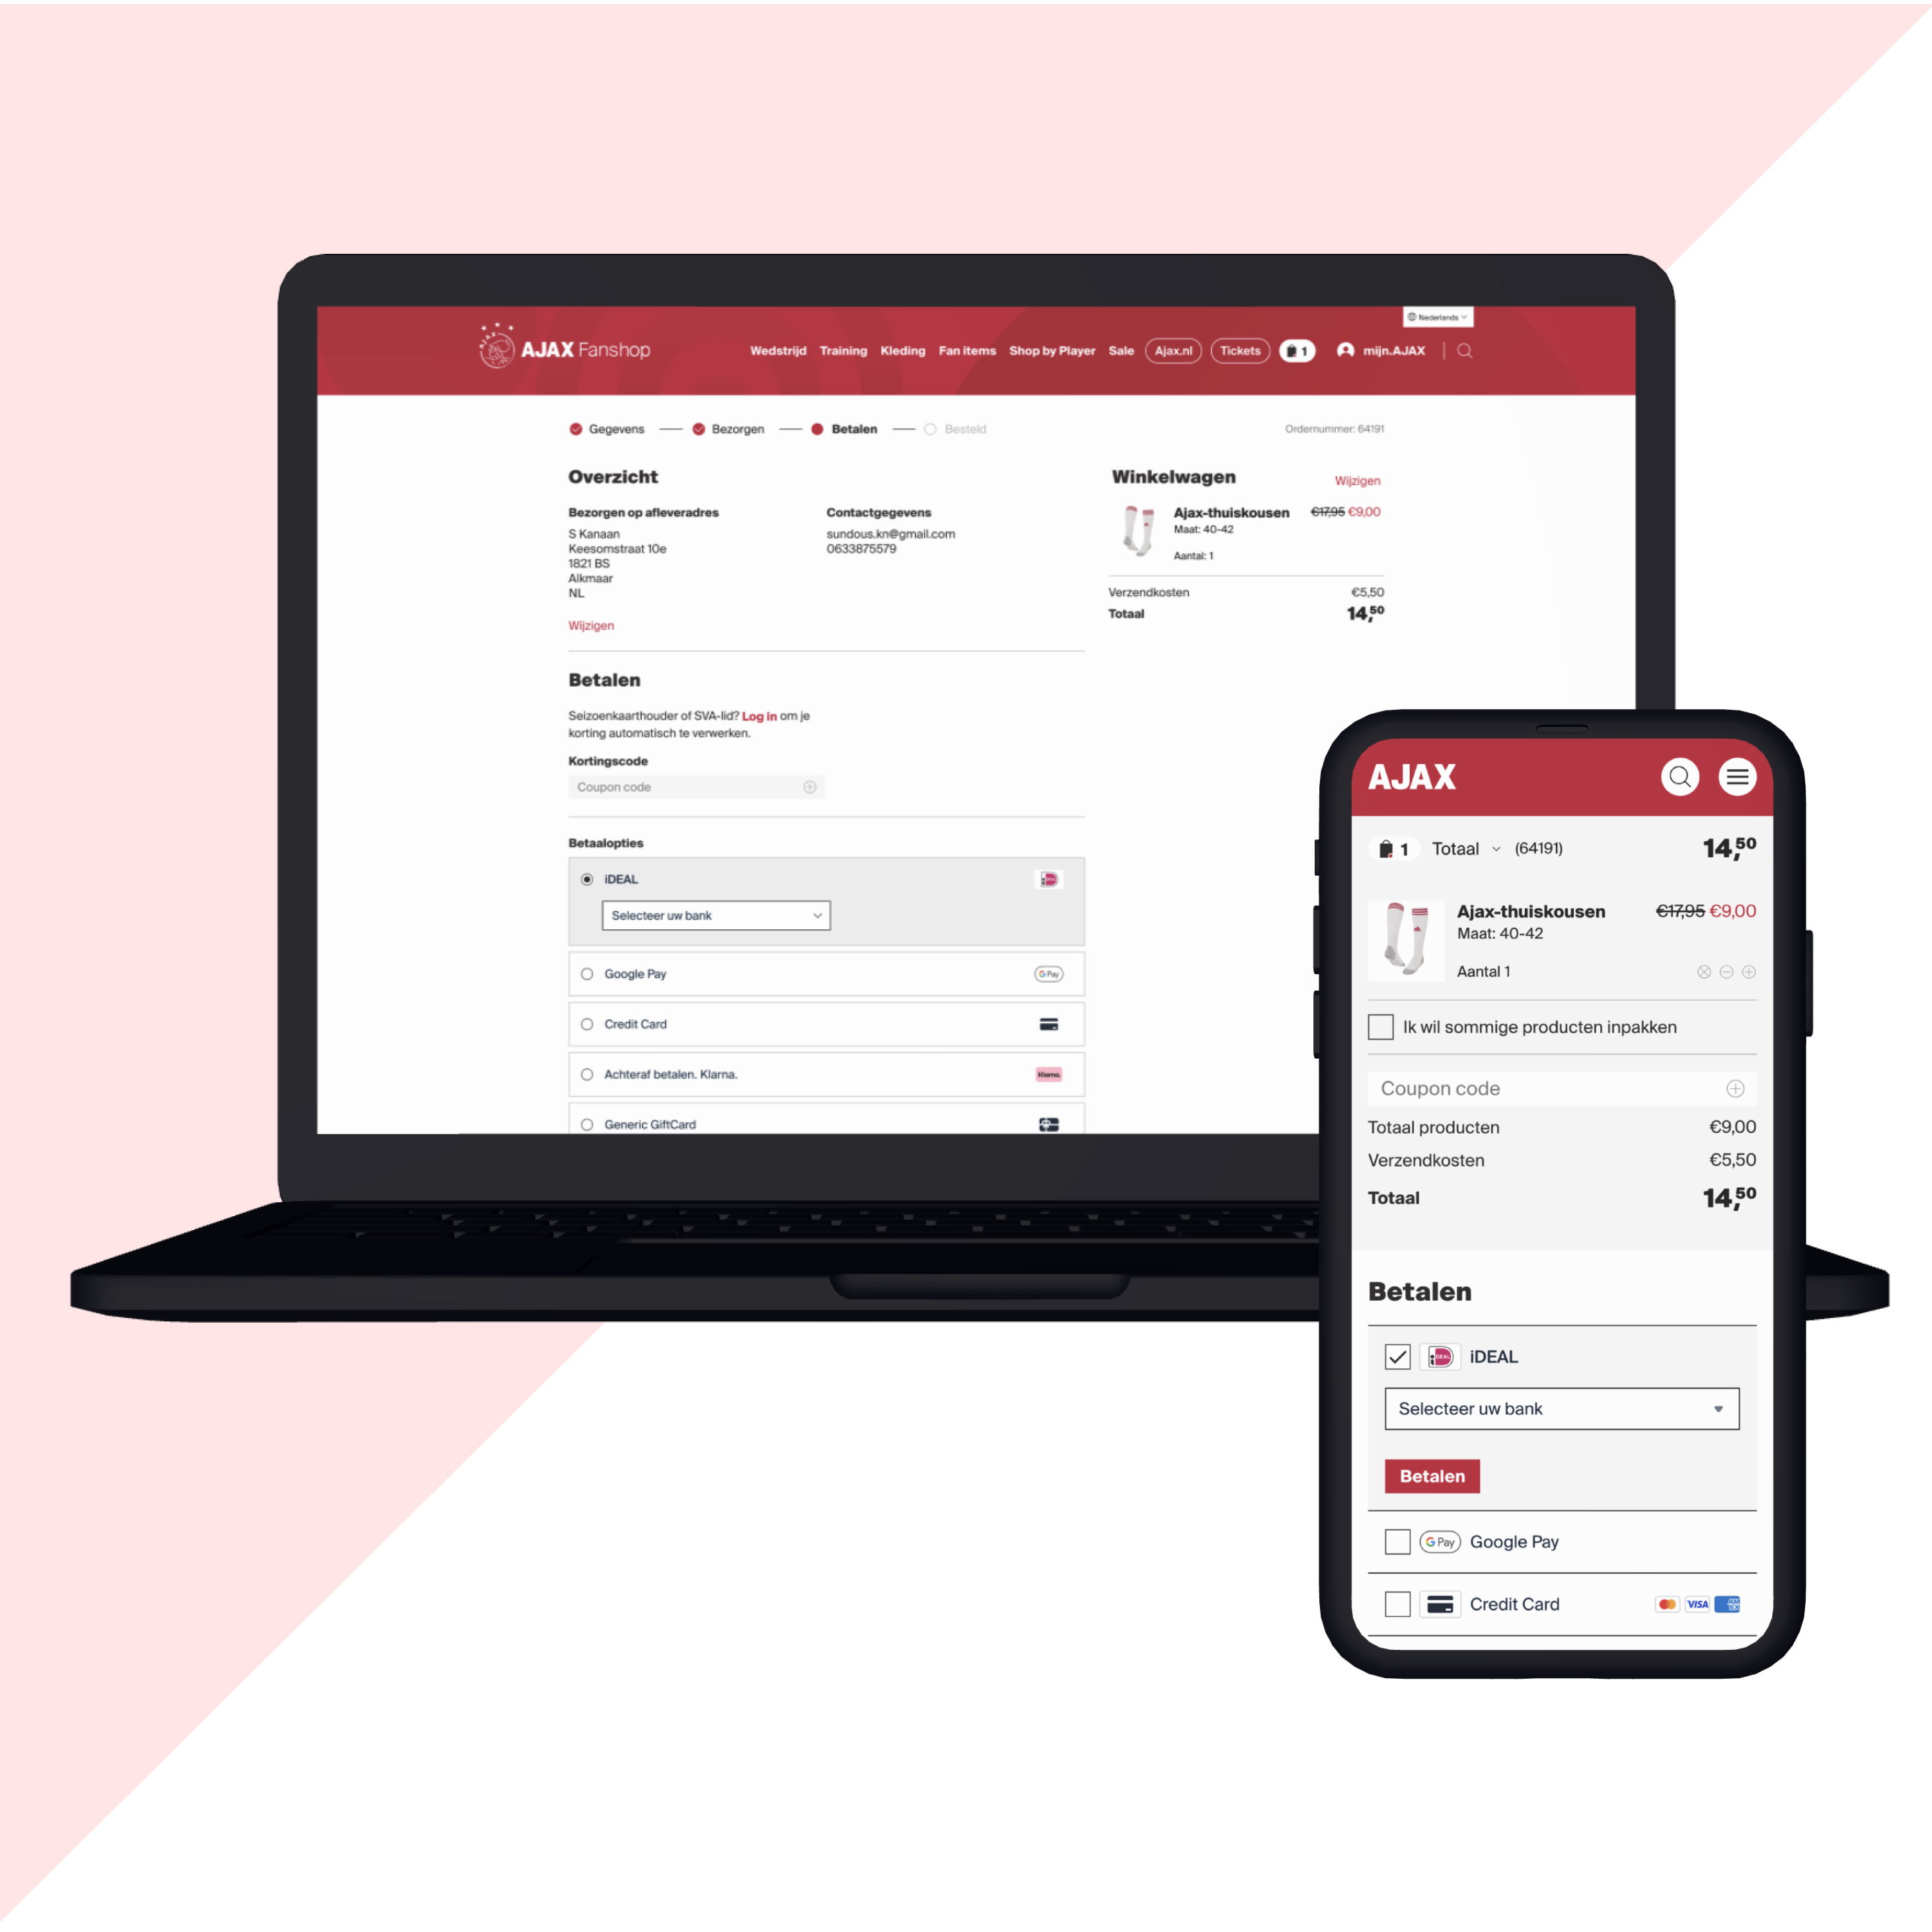 Nederlands
AJAX Fanshop
Wedstrijd Training Kleding Fan items Shop by Player Sale Ajax.nl Tickets 1 mijn.AJAX
Gegevens Bezorgen Betalen Besteld
Ordernummer: 64191
Overzicht
Bezorgen op afleveradres
S Kanaan
Keesomstraat 10e
1821 BS
Alkmaar
NL
Wijzigen
Contactgegevens
sundous.kn@gmail.com
0633875579
Winkelwagen Wijzigen
Ajax-thuiskousen €17,95 €9,00
Maat: 40-42
Aantal: 1
Verzendkosten €5,50
Totaal 14,50
Betalen
Seizoenkaarthouder of SVA-lid? Log in om je
korting automatisch te verwerken.
Kortingscode
Coupon code
Betaalopties
iDEAL
Selecteer uw bank
Google Pay G Pay
Credit Card
Achteraf betalen. Klarna. Klarna.
Generic GiftCard
AJAX
1 Totaal (64191) 14,50
Ajax-thuiskousen €17,95 €9,00
Maat: 40-42
Aantal 1
Ik wil sommige producten inpakken
Coupon code
Totaal producten €9,00
Verzendkosten €5,50
Totaal 14,50
Betalen
iDEAL iDEAL
Selecteer uw bank
Betalen
G Pay Google Pay
Credit Card VISA